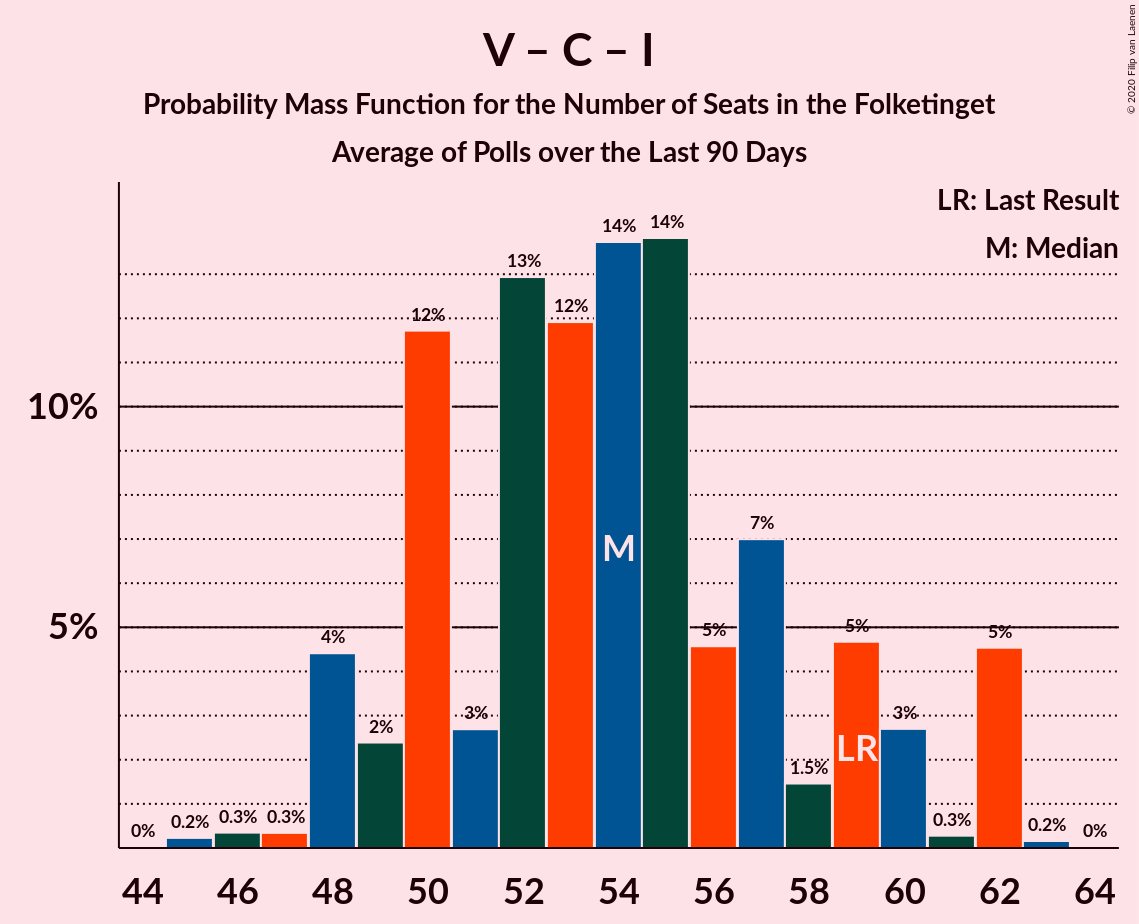 V – C – I
Probability Mass Function for the Number of Seats in the Folketinget
Average of Polls over the Last 90 Days
© 2020 Filip van Laenen
LR: Last Result
M: Median
10%
5%
0%
0.2%
0.3%
0.3%
4%
2%
12%
3%
13%
12%
14%
14%
5%
7%
1.5%
5%
3%
0.3%
5%
0.2%
0%
M
LR
44 46 48 50 52 54 56 58 60 62 64